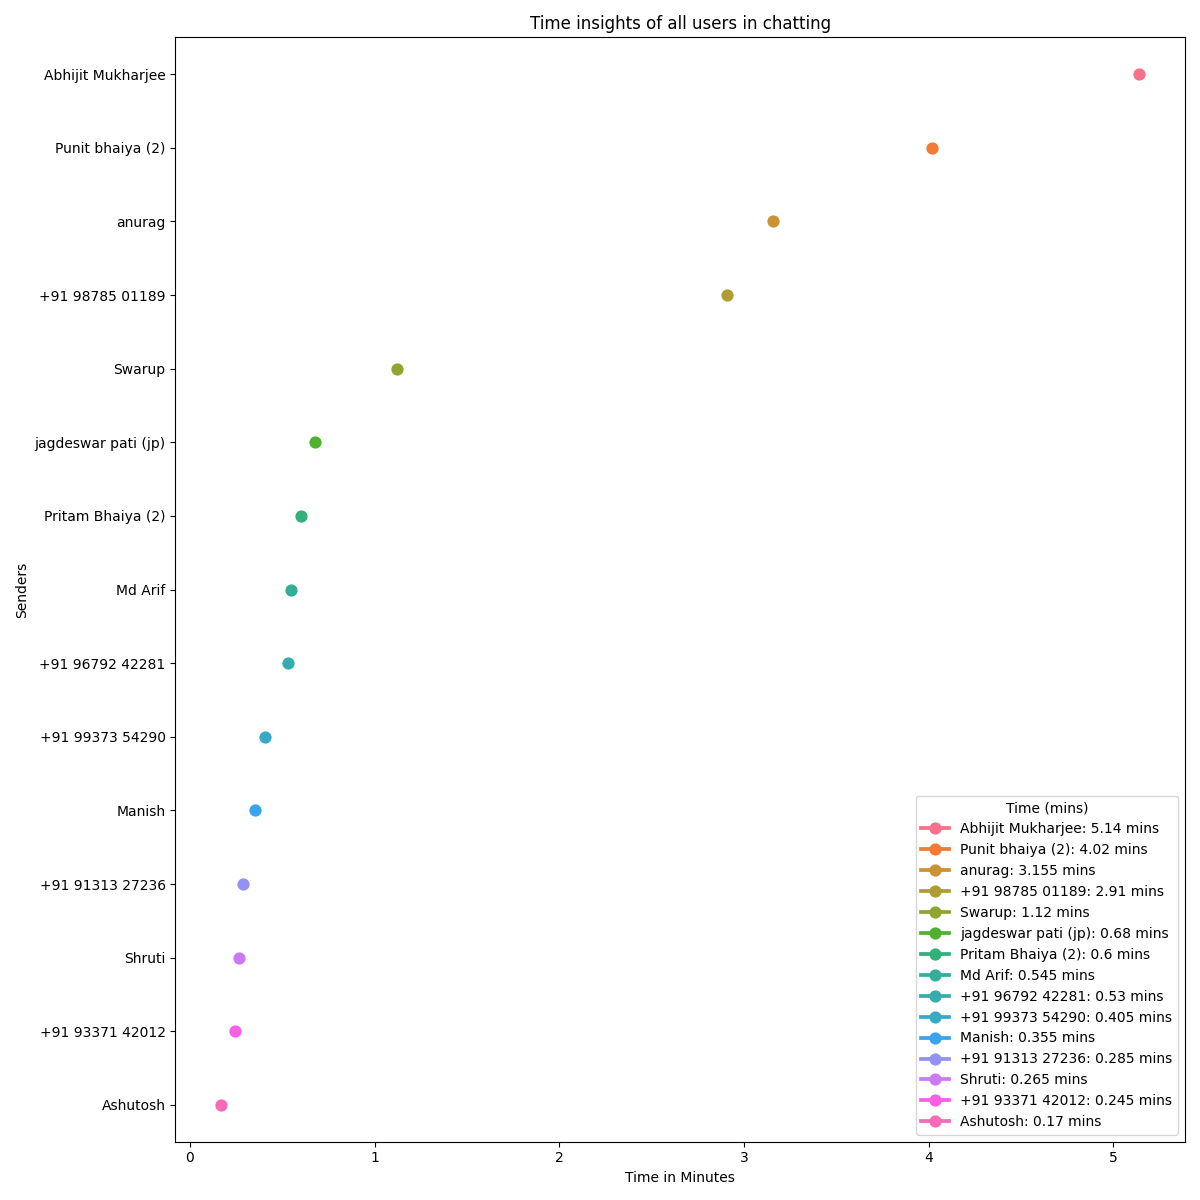 Time insights of all users in chatting
Abhijit Mukharjee
Punit bhaiya (2)
anurag
+91 98785 01189
Swarup
jagdeswar pati (jp)
Pritam Bhaiya (2)
Md Arif
+91 96792 42281
+91 99373 54290
Manish
+91 91313 27236
Shruti
+91 93371 42012
Ashutosh
Senders
0 1 2 3 4 5
Time in Minutes
Time (mins)
Abhijit Mukharjee: 5.14 mins
Punit bhaiya (2): 4.02 mins
anurag: 3.155 mins
+91 98785 01189: 2.91 mins
Swarup: 1.12 mins
jagdeswar pati (jp): 0.68 mins
Pritam Bhaiya (2): 0.6 mins
Md Arif: 0.545 mins
+91 96792 42281: 0.53 mins
+91 99373 54290: 0.405 mins
Manish: 0.355 mins
+91 91313 27236: 0.285 mins
Shruti: 0.265 mins
+91 93371 42012: 0.245 mins
Ashutosh: 0.17 mins